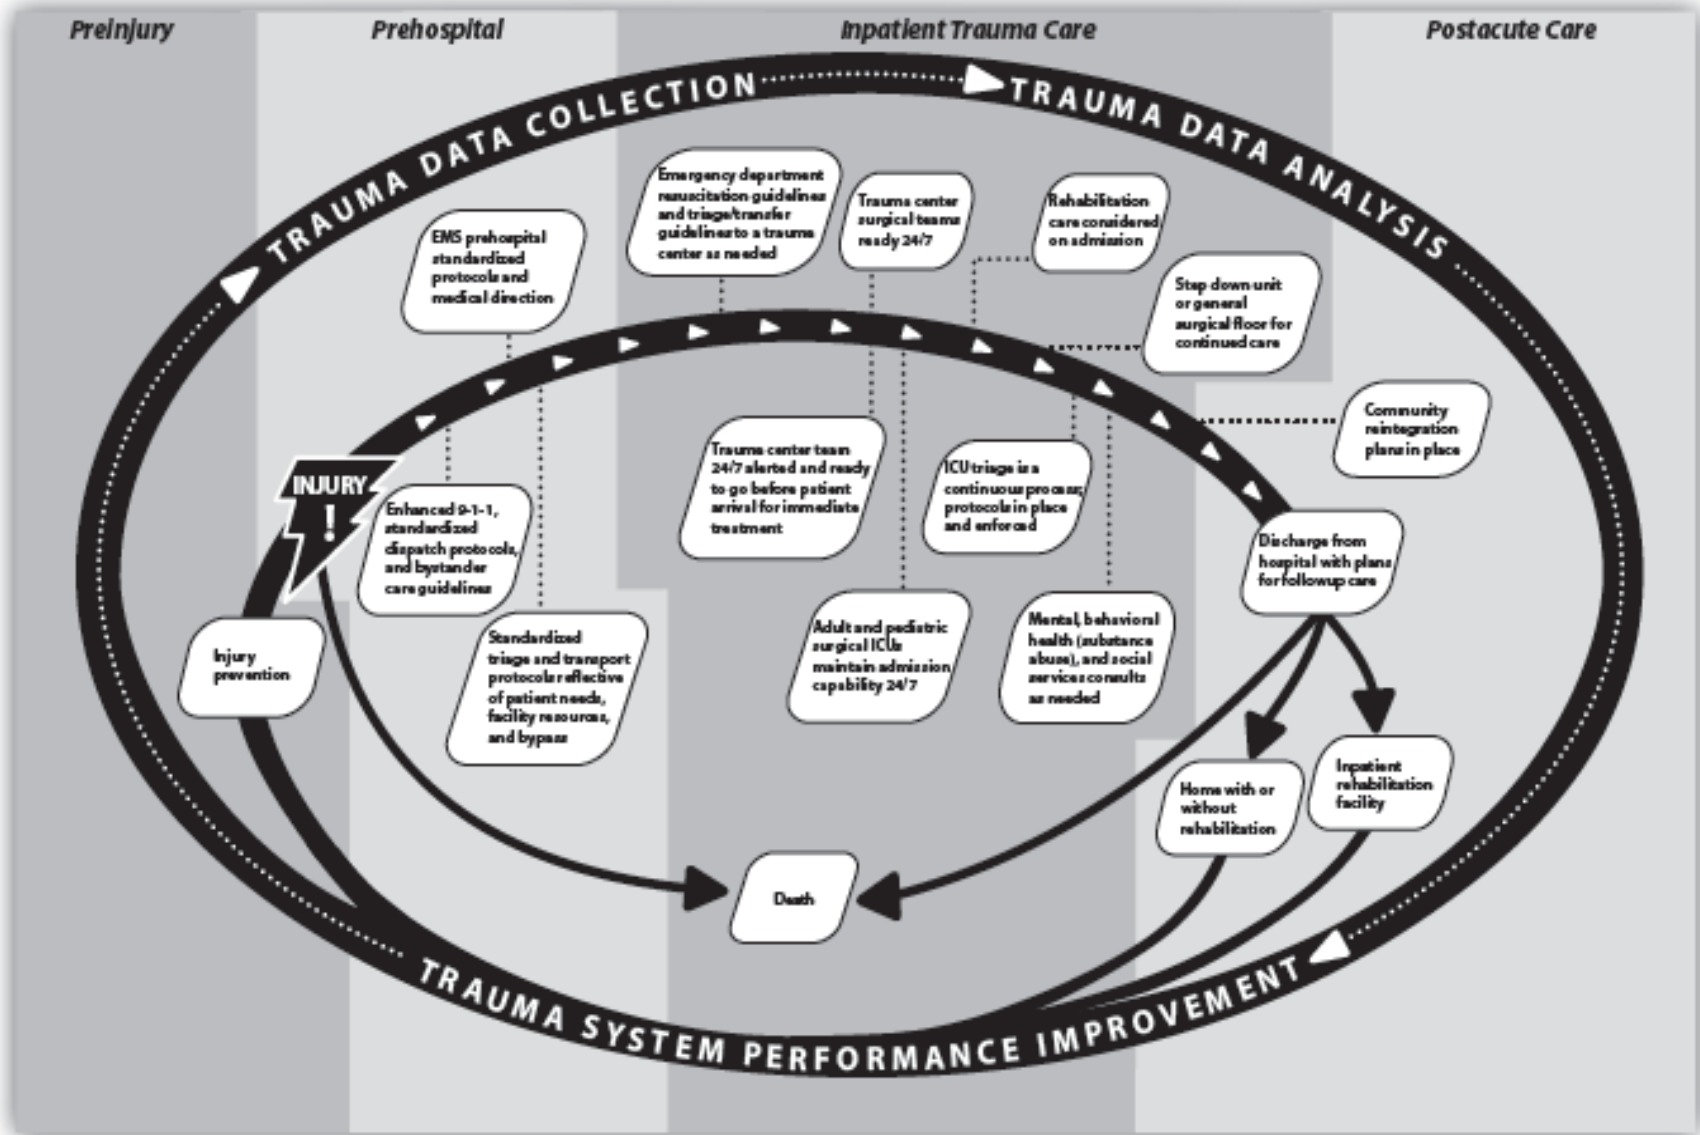 Preinjury
Prehospital
Inpatient Trauma Care
Postacute Care
TRAUMA DATA COLLECTION
TRAUMA DATA ANALYSIS
Emergency department
resuscitation guidelines
and triage/transfer
guidelines to a trauma
center as needed
Trauma center
surgical teams
ready 24/7
Rehabilitation
care considered
on admission
EMS prehospital
standardized
protocols and
medical direction
Step down unit
or general
surgical floor for
continued care
Community
reintegration
plans in place
Trauma center team
24/7 alerted and ready
to go before patient
arrival for immediate
treatment
ICU triage is a
continuous process;
protocols in place
and enforced
INJURY
!
Enhanced 9-1-1,
standardized
dispatch protocols,
and bystander
care guidelines
Discharge from
hospital with plans
for followup care
Injury
prevention
Standardized
triage and transport
protocols reflective
of patient needs,
facility resources,
and bypass
Adult and pediatric
surgical ICUs
maintain admission
capability 24/7
Mental, behavioral
health (substance
abuse), and social
services consults
as needed
Home with or
without
rehabilitation
Inpatient
rehabilitation
facility
Death
TRAUMA SYSTEM PERFORMANCE IMPROVEMENT